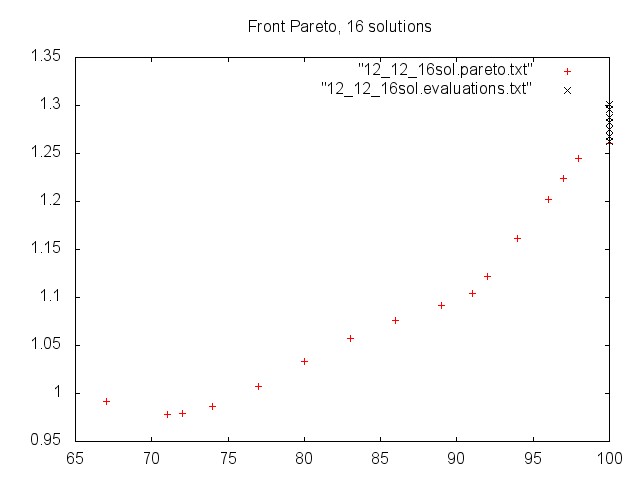 Front Pareto, 16 solutions
"12_12_16sol.pareto.txt"
"12_12_16sol.evaluations.txt"
1.35
1.3
1.25
1.2
1.15
1.1
1.05
1
0.95
65 70 75 80 85 90 95 100